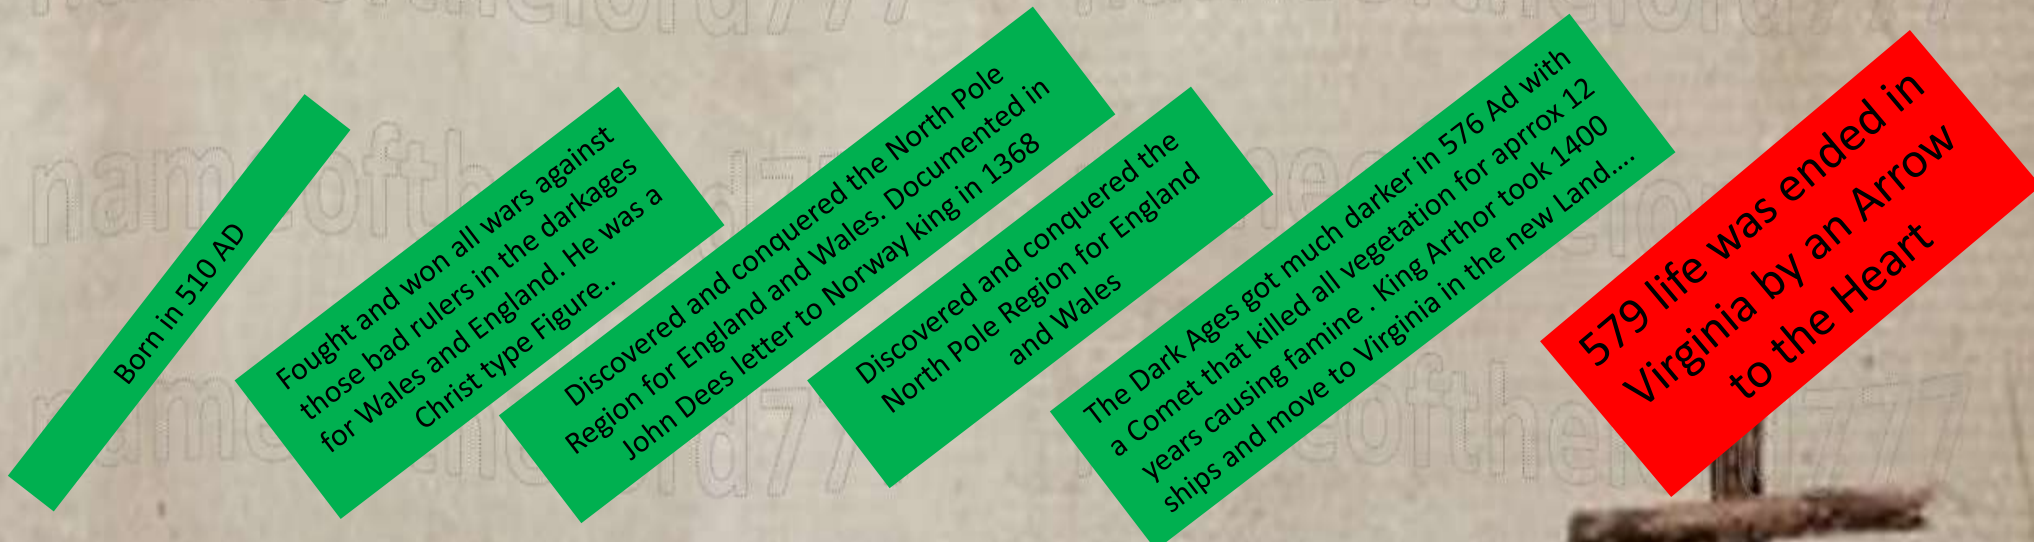 Born in 510 AD
Fought and won all wars against
those bad rulers in the darkages
for Wales and England. He was a
Christ type Figure..
Discovered and conquered the North Pole
Region for England and Wales. Documented in
John Dees letter to Norway king in 1368
Discovered and conquered the
North Pole Region for England
and Wales
The Dark Ages got much darker in 576 Ad with
a Comet that killed all vegetation for aprrox 12
years causing famine . King Arthor took 1400
ships and move to Virginia in the new Land....
579 life was ended in
Virginia by an Arrow
to the Heart
nameofthelord777
nameofthelord777
nameofthelord777
nameofthelord777